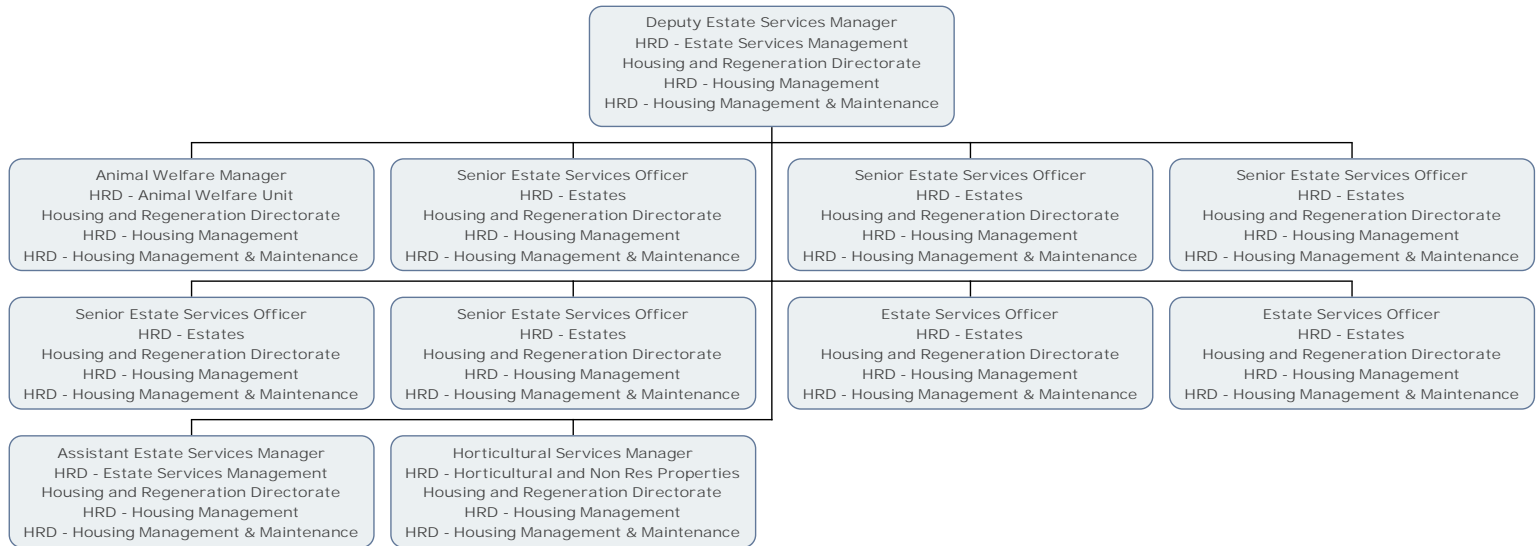 Deputy Estate Services Manager
HRD - Estate Services Management
Housing and Regeneration Directorate
HRD - Housing Management
HRD - Housing Management & Maintenance
Animal Welfare Manager
HRD - Animal Welfare Unit
Housing and Regeneration Directorate
HRD - Housing Management
HRD - Housing Management & Maintenance
Senior Estate Services Officer
HRD - Estates
Housing and Regeneration Directorate
HRD - Housing Management
HRD - Housing Management & Maintenance
Senior Estate Services Officer
HRD - Estates
Housing and Regeneration Directorate
HRD - Housing Management
HRD - Housing Management & Maintenance
Senior Estate Services Officer
HRD - Estates
Housing and Regeneration Directorate
HRD - Housing Management
HRD - Housing Management & Maintenance
Senior Estate Services Officer
HRD - Estates
Housing and Regeneration Directorate
HRD - Housing Management
HRD - Housing Management & Maintenance
Senior Estate Services Officer
HRD - Estates
Housing and Regeneration Directorate
HRD - Housing Management
HRD - Housing Management & Maintenance
Estate Services Officer
HRD - Estates
Housing and Regeneration Directorate
HRD - Housing Management
HRD - Housing Management & Maintenance
Estate Services Officer
HRD - Estates
Housing and Regeneration Directorate
HRD - Housing Management
HRD - Housing Management & Maintenance
Assistant Estate Services Manager
HRD - Estate Services Management
Housing and Regeneration Directorate
HRD - Housing Management
HRD - Housing Management & Maintenance
Horticultural Services Manager
HRD - Horticultural and Non Res Properties
Housing and Regeneration Directorate
HRD - Housing Management
HRD - Housing Management & Maintenance